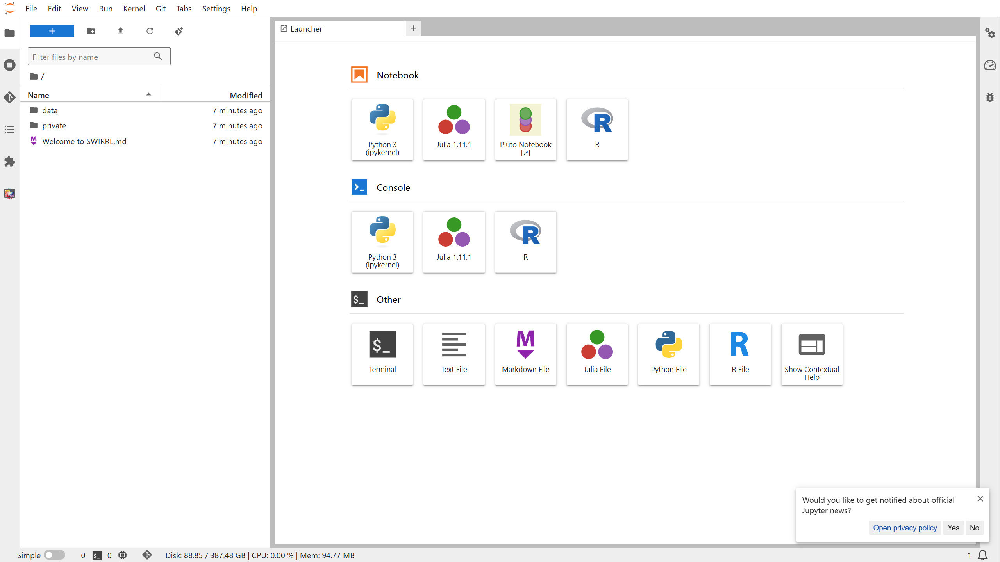 File Edit View Run Kernel Git Tabs Settings Help
Launcher
Filter files by name
/
Name Modified
data 7 minutes ago
private 7 minutes ago
Welcome to SWIRRL.md 7 minutes ago
Notebook
Python 3
(ipykernel)
Julia 1.11.1
Pluto Notebook
[↗]
R
Console
Python 3
(ipykernel)
Julia 1.11.1
R
$_ Other
$_
Terminal
Text File
Markdown File
Julia File
Python File
R File
Show Contextual
Help
Would you like to get notified about official
Jupyter news?
Open privacy policy Yes No
Simple 0 $_ 0 Disk: 88.85 / 387.48 GB | CPU: 0.00 % | Mem: 94.77 MB 1